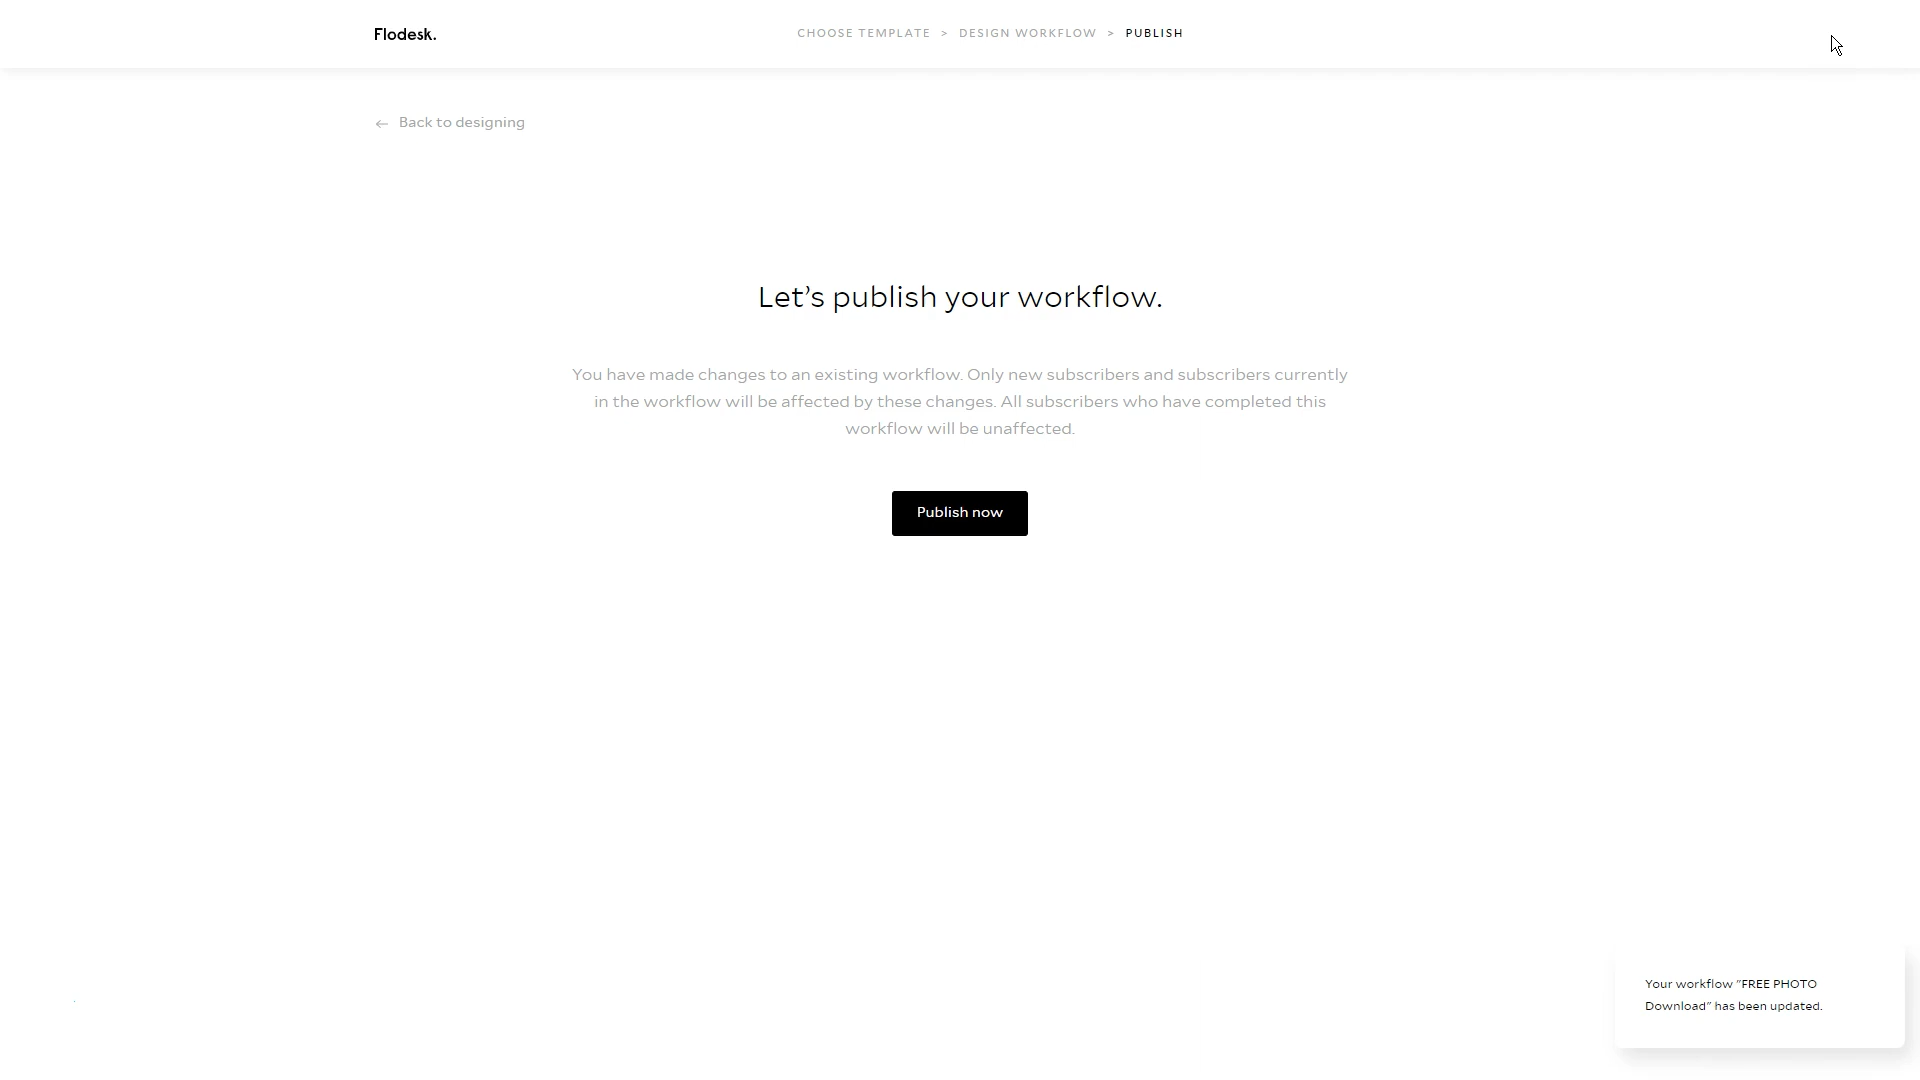 Flodesk.
CHOOSE TEMPLATE > DESIGN WORKFLOW > PUBLISH
← Back to designing
Let’s publish your workflow.
You have made changes to an existing workflow. Only new subscribers and subscribers currently
in the workflow will be affected by these changes. All subscribers who have completed this
workflow will be unaffected.
Publish now
Your workflow "FREE PHOTO
Download" has been updated.